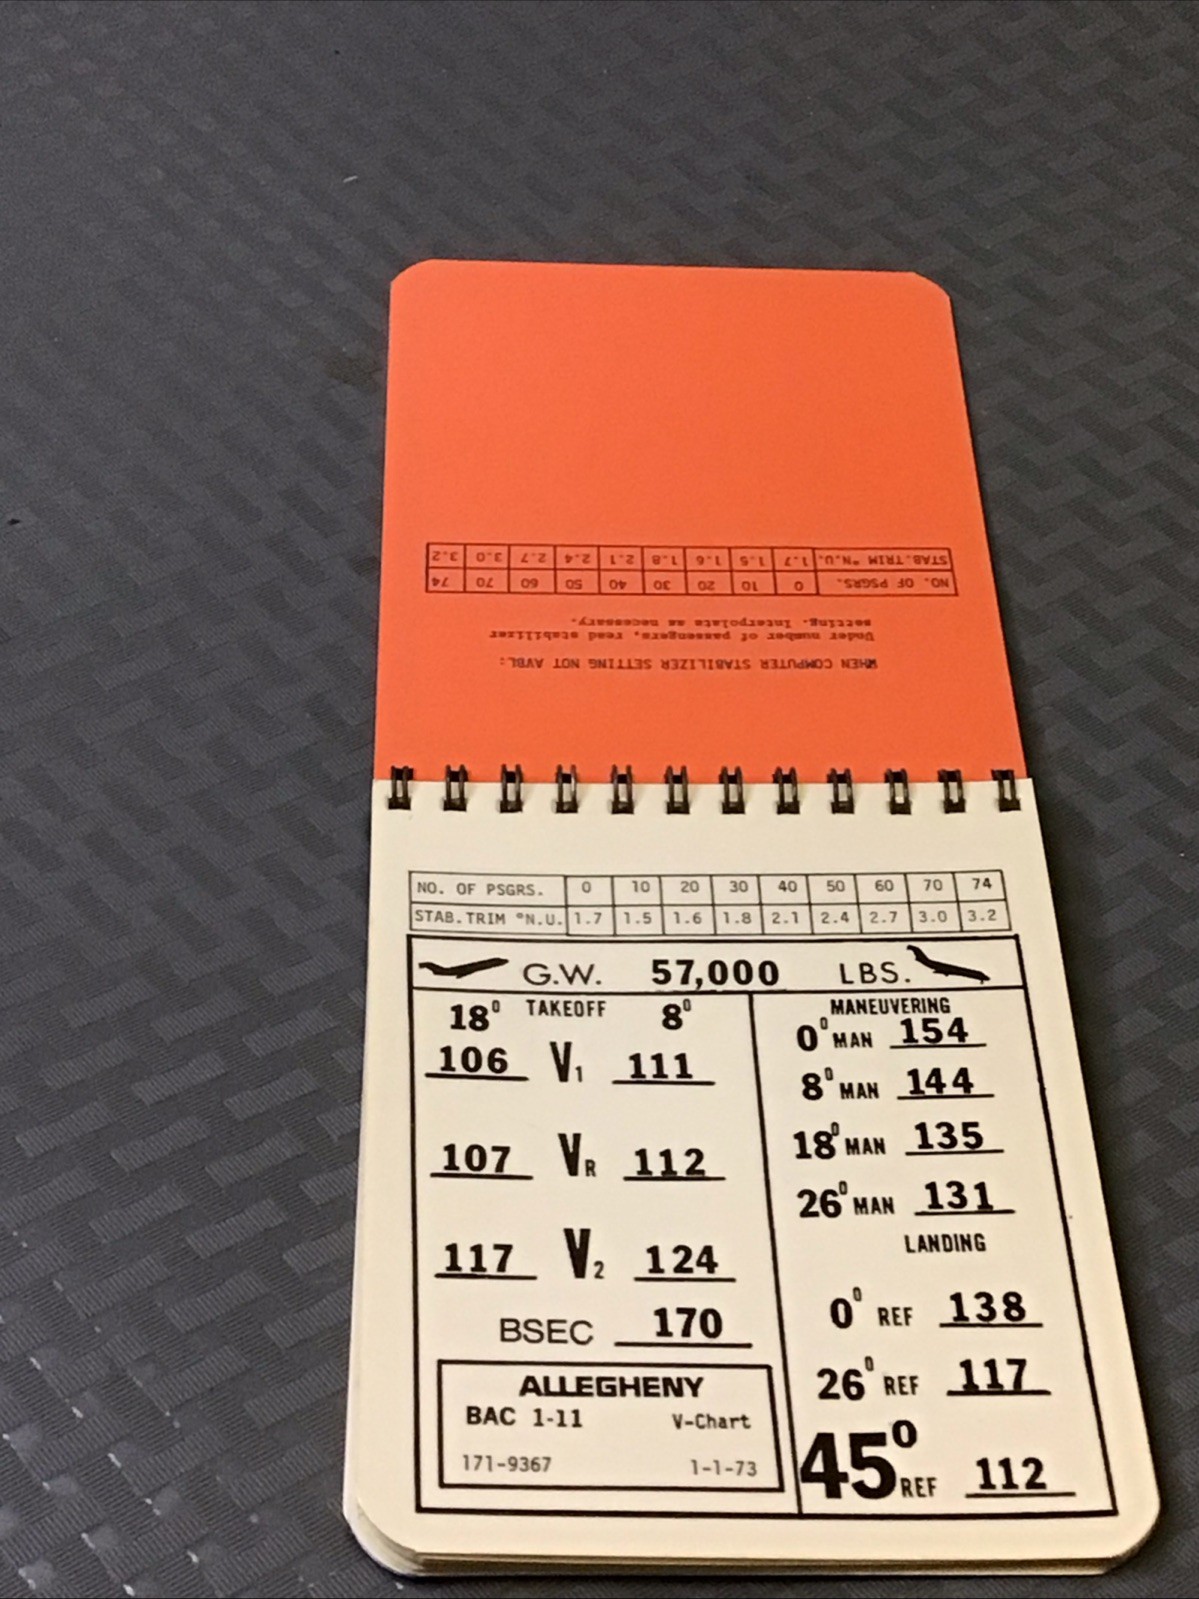 WHEN COMPUTER STABILIZER SETTING NOT AVBL:
Under number of passengers, read stabilizer
setting. Interpolate as necessary.
NO. OF PSGRS. 0 10 20 30 40 50 60 70 74
STAB.TRIM °N.U. 1.7 1.5 1.6 1.8 2.1 2.4 2.7 3.0 3.2
NO. OF PSGRS. 0 10 20 30 40 50 60 70 74
STAB.TRIM °N.U. 1.7 1.5 1.6 1.8 2.1 2.4 2.7 3.0 3.2
G.W. 57,000 LBS.
18° TAKEOFF 8°
106 V1 111
107 VR 112
117 V2 124
BSEC 170
ALLEGHENY
BAC 1-11 V-Chart
171-9367 1-1-73
MANEUVERING
0° MAN 154
8° MAN 144
18° MAN 135
26° MAN 131
LANDING
0° REF 138
26° REF 117
45° REF 112